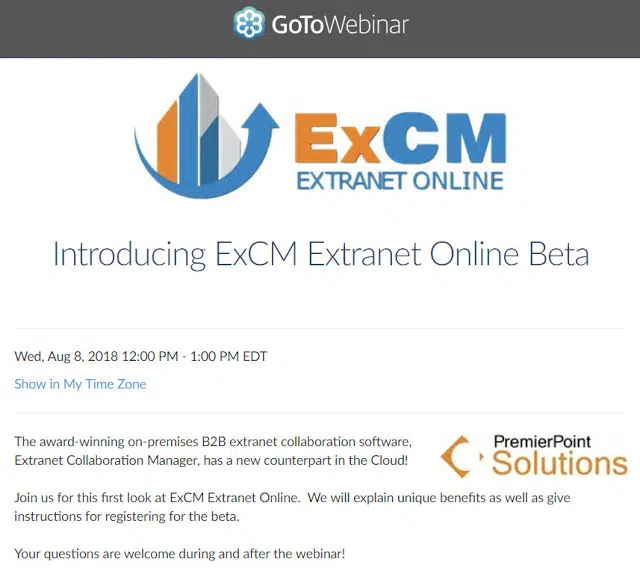 GoToWebinar
ExCM
EXTRANET ONLINE
Introducing ExCM Extranet Online Beta
Wed, Aug 8, 2018 12:00 PM - 1:00 PM EDT
Show in My Time Zone
The award-winning on-premises B2B extranet collaboration software,
Extranet Collaboration Manager, has a new counterpart in the Cloud!
PremierPoint
Solutions
Join us for this first look at ExCM Extranet Online.  We will explain unique benefits as well as give
instructions for registering for the beta.
Your questions are welcome during and after the webinar!